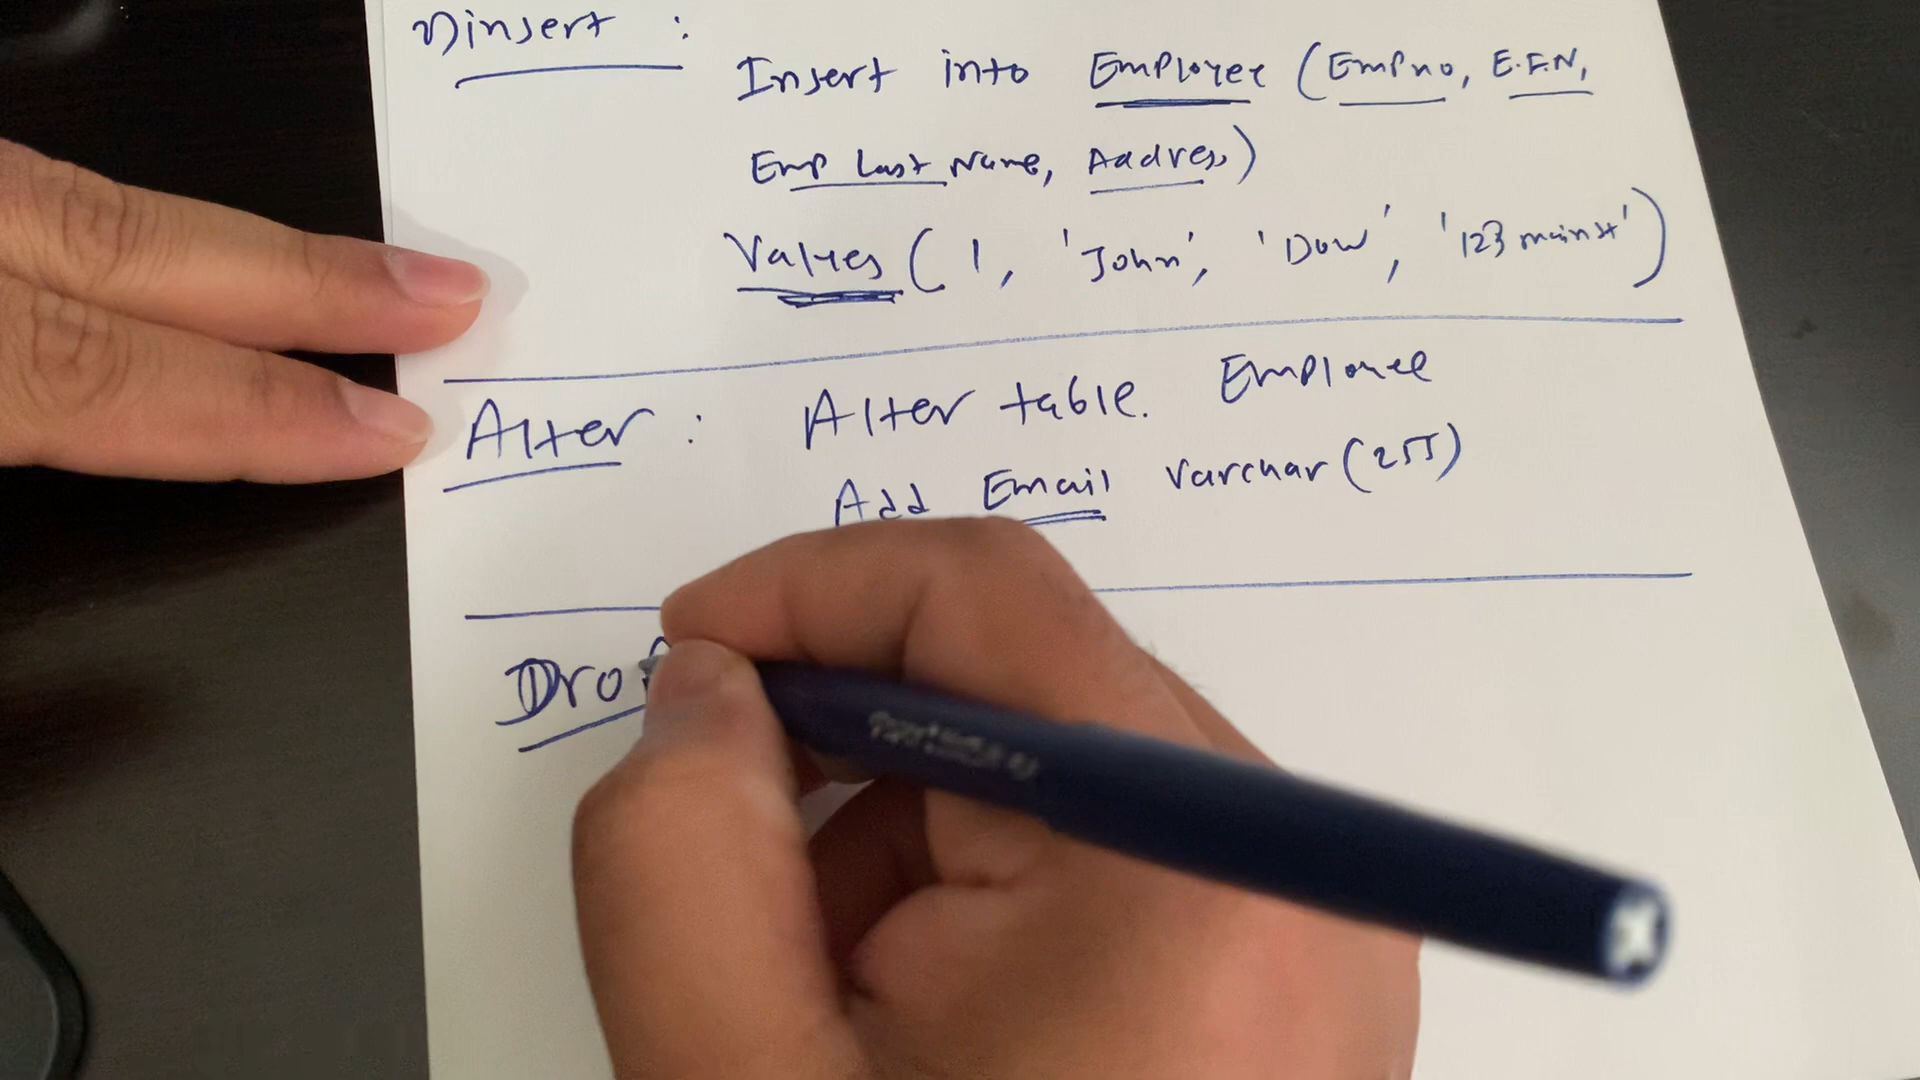 insert :
Insert into Employee (Empno, E.F.N,
Emp Last Name, Address)
Values (1, 'John', 'Dow', '123 main st')
Alter : Alter table. Employee
Add Email varchar(255)
Drop